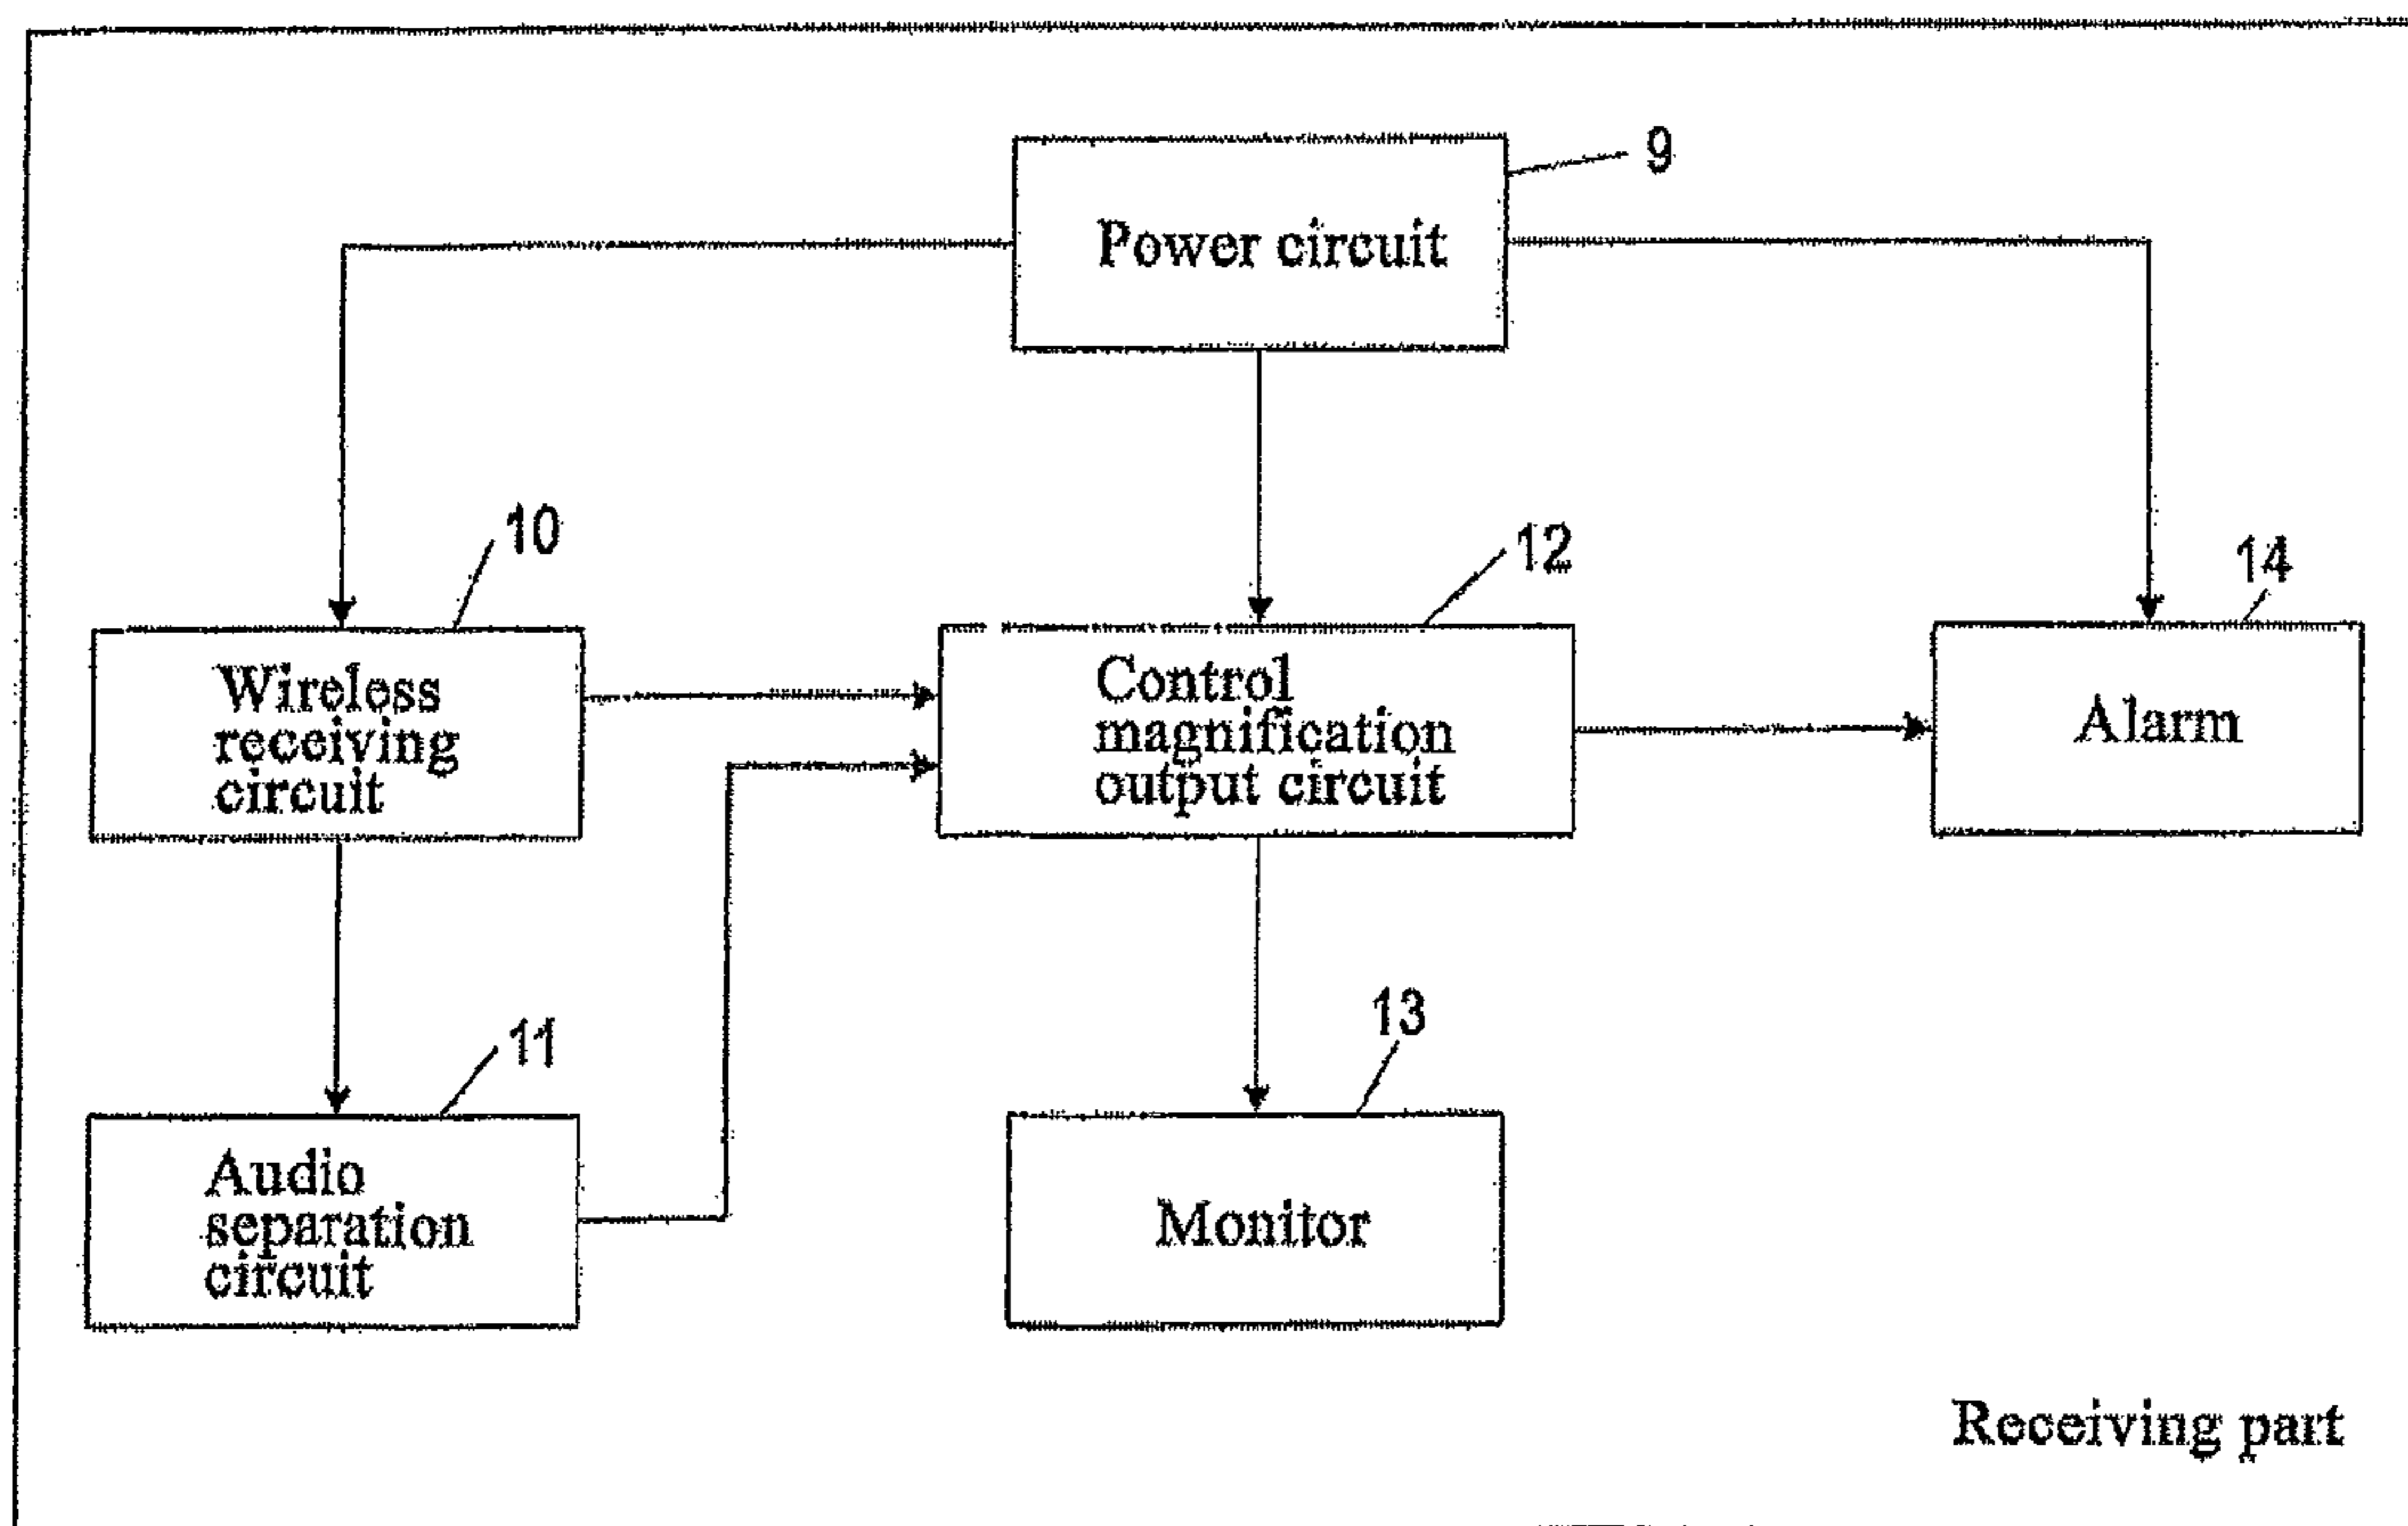 9
Power circuit
10
12
14
Wireless
receiving
circuit
Control
magnification
output circuit
Alarm
11
13
Audio
separation
circuit
Monitor
Receiving part